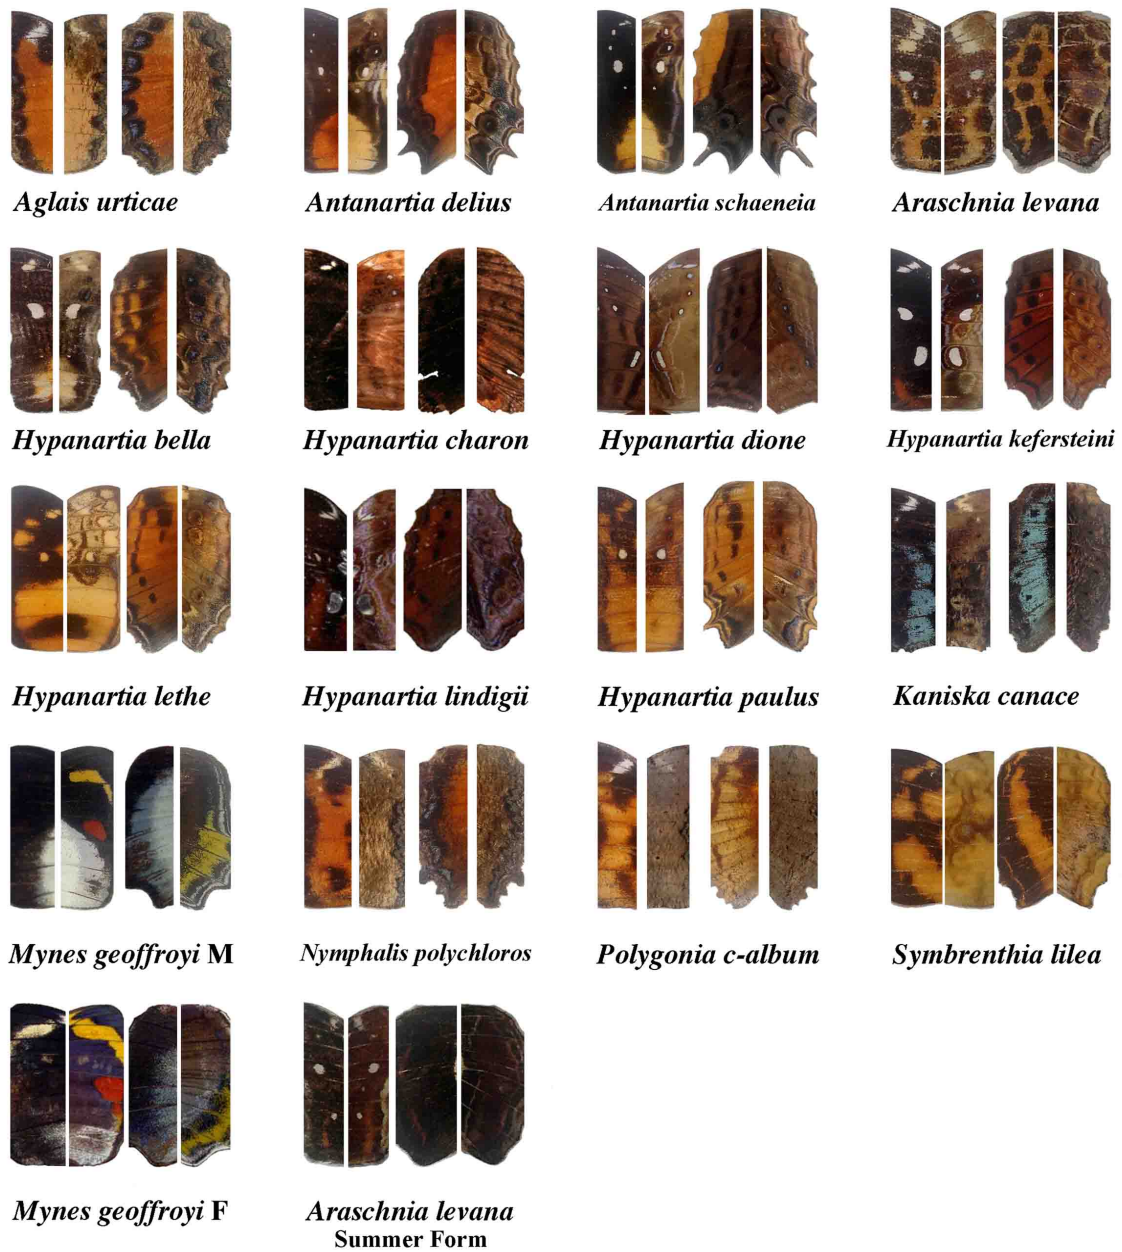 Aglais urticae
Antanartia delius
Antanartia schaeneia
Araschnia levana
Hypanartia bella
Hypanartia charon
Hypanartia dione
Hypanartia kefersteini
Hypanartia lethe
Hypanartia lindigii
Hypanartia paulus
Kaniska canace
Mynes geoffroyi M
Nymphalis polychloros
Polygonia c-album
Symbrenthia lilea
Mynes geoffroyi F
Araschnia levana
Summer Form